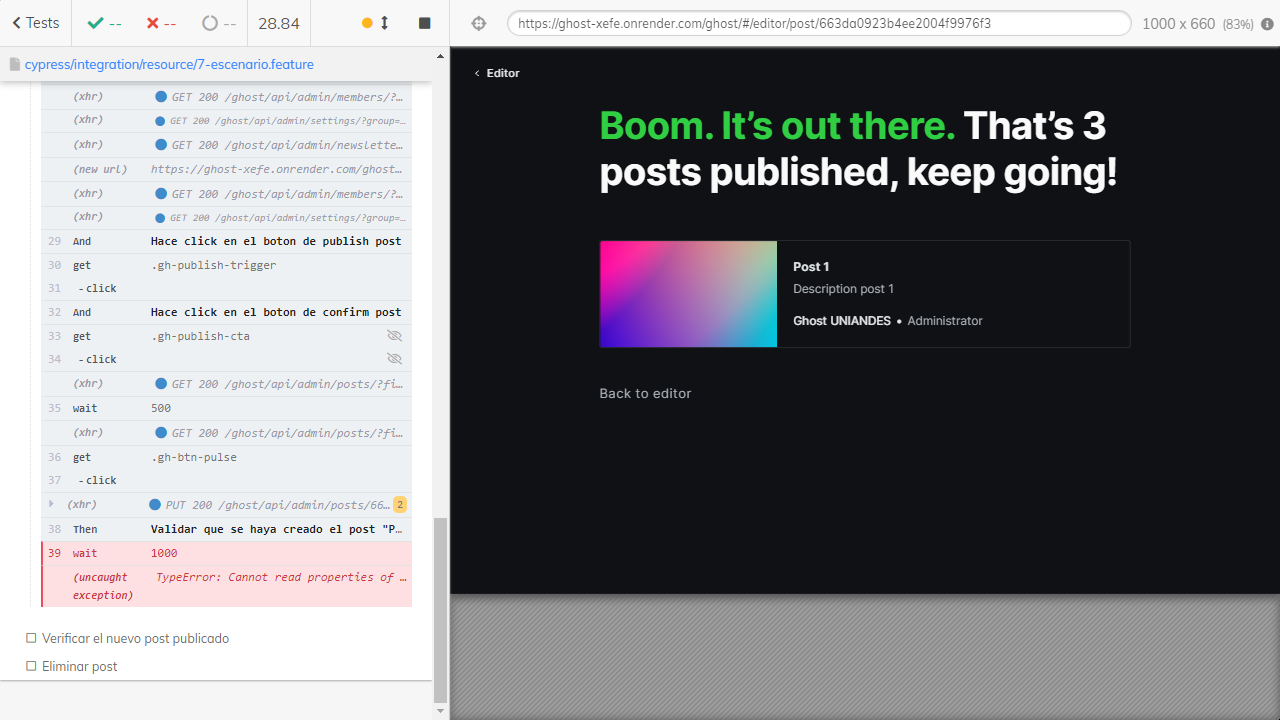 Tests
--
--
--
28.84
https://ghost-xefe.onrender.com/ghost/#/editor/post/663da0923b4ee2004f9976f3
1000 x 660 (83%)
cypress/integration/resource/7-escenario.feature
(xhr) GET 200 /ghost/api/admin/members/?…
(xhr) GET 200 /ghost/api/admin/settings/?group=…
(xhr) GET 200 /ghost/api/admin/newslette…
(new url) https://ghost-xefe.onrender.com/ghost…
(xhr) GET 200 /ghost/api/admin/members/?…
(xhr) GET 200 /ghost/api/admin/settings/?group=…
29 And Hace click en el boton de publish post
30 get .gh-publish-trigger
31 -click
32 And Hace click en el boton de confirm post
33 get .gh-publish-cta
34 -click
(xhr) GET 200 /ghost/api/admin/posts/?fi…
35 wait 500
(xhr) GET 200 /ghost/api/admin/posts/?fi…
36 get .gh-btn-pulse
37 -click
(xhr) PUT 200 /ghost/api/admin/posts/66… 2
38 Then Validar que se haya creado el post "P…
39 wait 1000
(uncaught exception) TypeError: Cannot read properties of …
Verificar el nuevo post publicado
Eliminar post
Editor
Boom. It's out there. That's 3
posts published, keep going!
Post 1
Description post 1
Ghost UNIANDES • Administrator
Back to editor